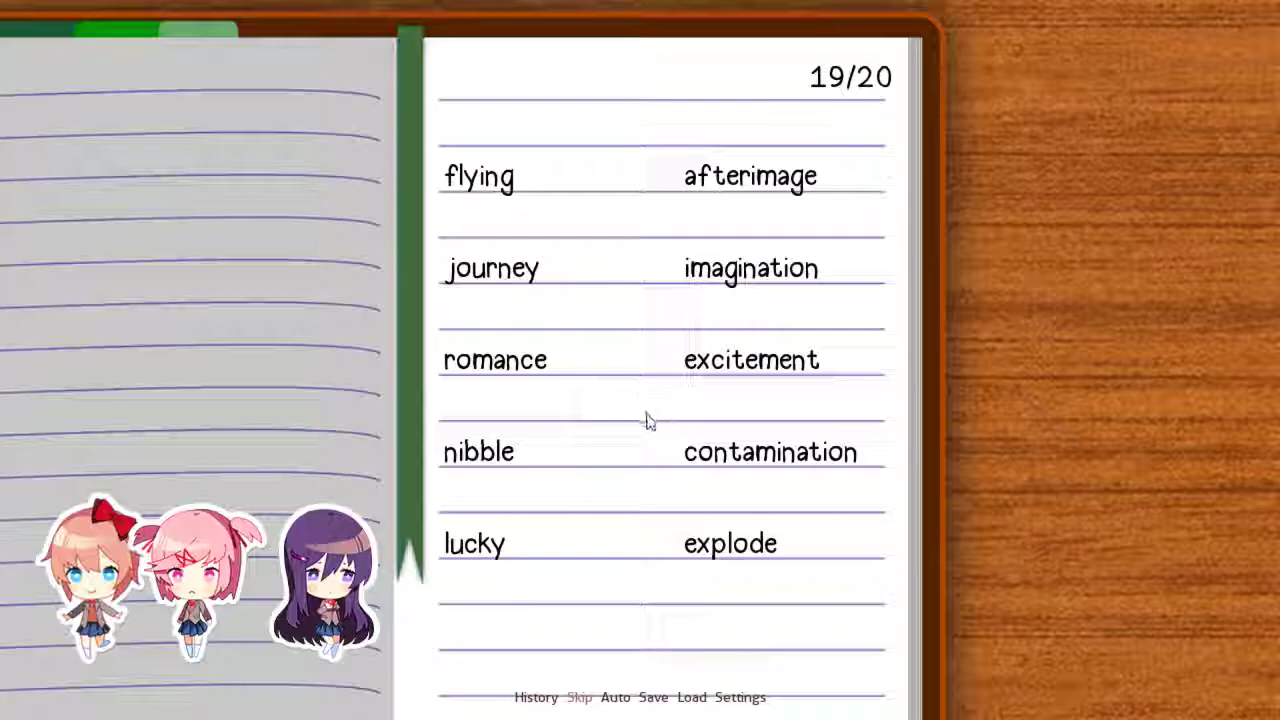 19/20
flying afterimage
journey imagination
romance excitement
nibble contamination
lucky explode
History Skip Auto Save Load Settings